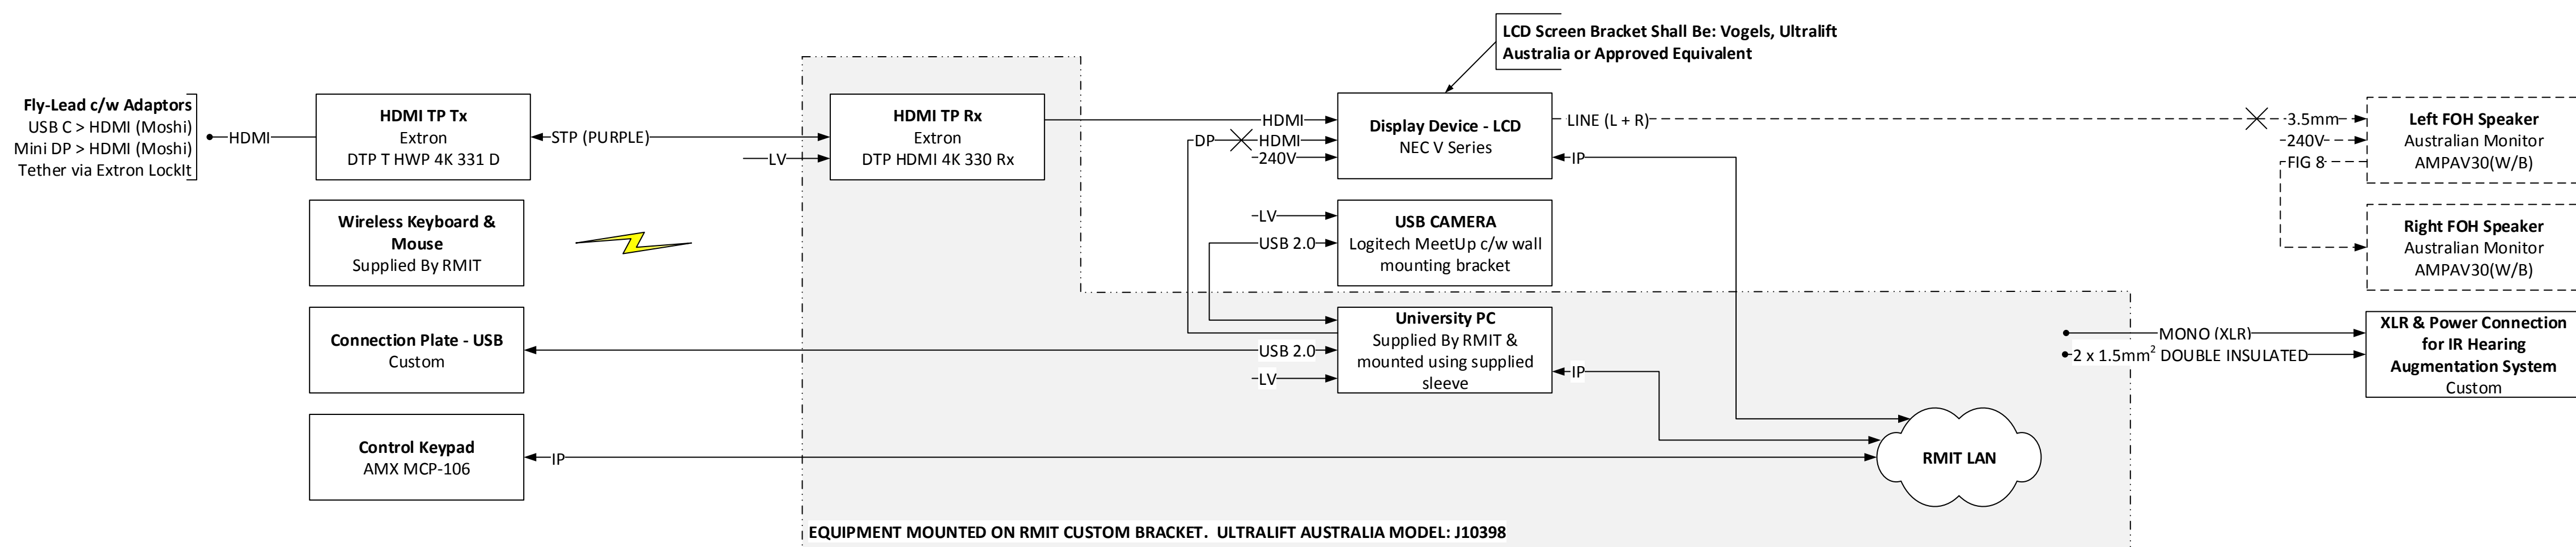 LCD Screen Bracket Shall Be: Vogels, Ultralift
Australia or Approved Equivalent
Fly-Lead c/w Adaptors
USB C > HDMI (Moshi)
Mini DP > HDMI (Moshi)
Tether via Extron LockIt
HDMI
HDMI TP Tx
Extron
DTP T HWP 4K 331 D
STP (PURPLE)
LV
HDMI TP Rx
Extron
DTP HDMI 4K 330 Rx
HDMI
DP
HDMI
240V
Display Device - LCD
NEC V Series
LINE (L + R)
IP
3.5mm
240V
FIG 8
Left FOH Speaker
Australian Monitor
AMPAV30(W/B)
Wireless Keyboard &
Mouse
Supplied By RMIT
LV
USB 2.0
USB CAMERA
Logitech MeetUp c/w wall
mounting bracket
Right FOH Speaker
Australian Monitor
AMPAV30(W/B)
Connection Plate - USB
Custom
USB 2.0
LV
University PC
Supplied By RMIT &
mounted using supplied
sleeve
IP
MONO (XLR)
2 x 1.5mm² DOUBLE INSULATED
XLR & Power Connection
for IR Hearing
Augmentation System
Custom
Control Keypad
AMX MCP-106
IP
RMIT LAN
EQUIPMENT MOUNTED ON RMIT CUSTOM BRACKET.  ULTRALIFT AUSTRALIA MODEL: J10398